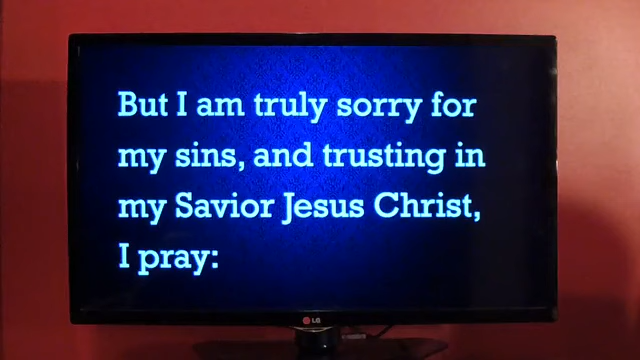 But I am truly sorry for
my sins, and trusting in
my Savior Jesus Christ,
I pray:
LG